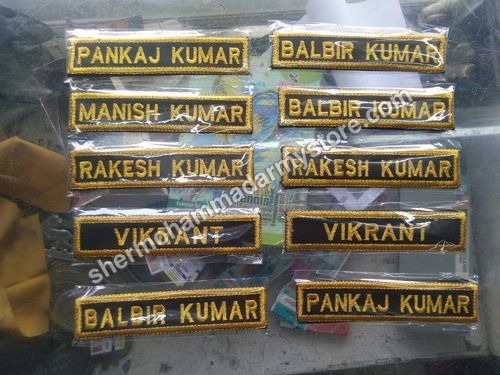 PANKAJ KUMAR
BALBIR KUMAR
MANISH KUMAR
BALBIR KUMAR
RAKESH KUMAR
RAKESH KUMAR
VIKRANT
VIKRANT
BALBIR KUMAR
PANKAJ KUMAR
shermohammadarmystore.com